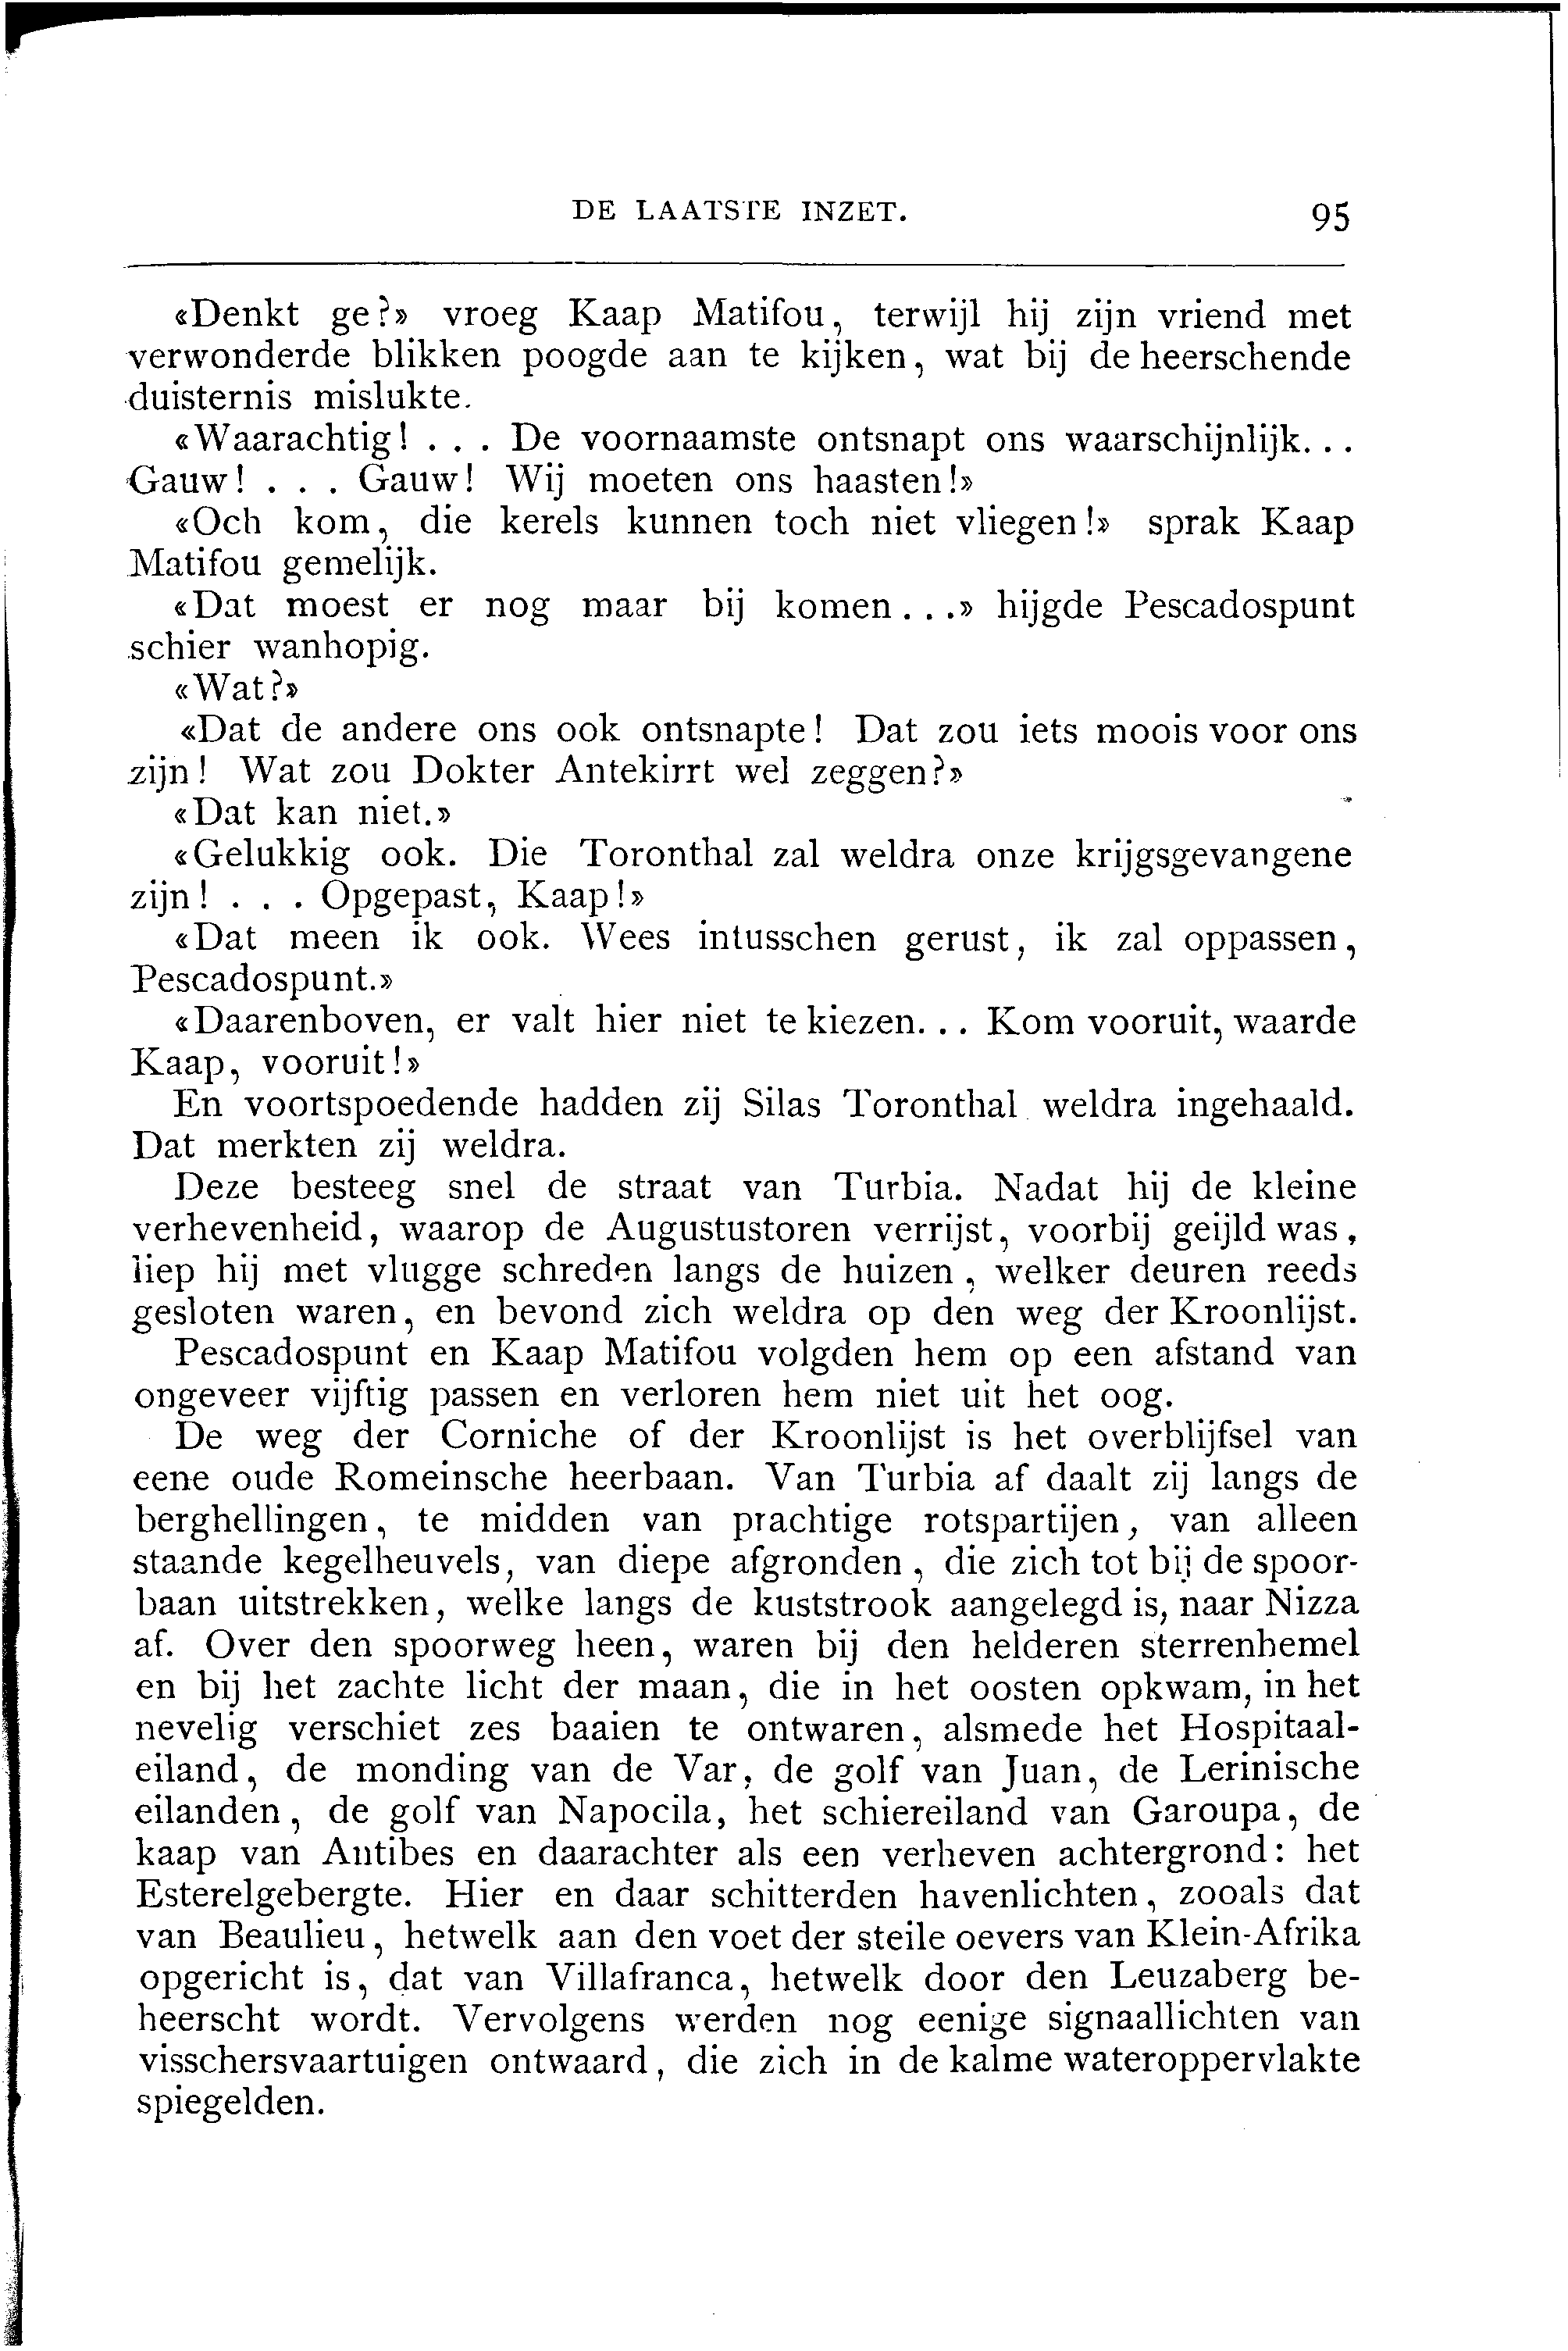 DE LAATSTE INZET. 95
«Denkt ge?» vroeg Kaap Matifou, terwijl hij zijn vriend met
verwonderde blikken poogde aan te kijken, wat bij de heerschende
duisternis mislukte.
«Waarachtig! . . . De voornaamste ontsnapt ons waarschijnlijk. . .
Gauw! . . . Gauw! Wij moeten ons haasten!»
«Och kom, die kerels kunnen toch niet vliegen!» sprak Kaap
Matifou gemelijk.
«Dat moest er nog maar bij komen . . .» hijgde Pescadospunt
schier wanhopig.
«Wat?»
«Dat de andere ons ook ontsnapte! Dat zou iets moois voor ons
zijn! Wat zou Dokter Antekirrt wel zeggen?»
«Dat kan niet.»
«Gelukkig ook. Die Toronthal zal weldra onze krijgsgevangene
zijn! . . . Opgepast, Kaap!»
«Dat meen ik ook. Wees intusschen gerust, ik zal oppassen,
Pescadospunt.»
«Daarenboven, er valt hier niet te kiezen. . . Kom vooruit, waarde
Kaap, vooruit!»
En voortspoedende hadden zij Silas Toronthal weldra ingehaald.
Dat merkten zij weldra.
Deze besteeg snel de straat van Turbia. Nadat hij de kleine
verhevenheid, waarop de Augustustoren verrijst, voorbij geijld was,
liep hij met vlugge schreden langs de huizen, welker deuren reeds
gesloten waren, en bevond zich weldra op den weg der Kroonlijst.
Pescadospunt en Kaap Matifou volgden hem op een afstand van
ongeveer vijftig passen en verloren hem niet uit het oog.
De weg der Corniche of der Kroonlijst is het overblijfsel van
eene oude Romeinsche heerbaan. Van Turbia af daalt zij langs de
berghellingen, te midden van prachtige rotspartijen, van alleen
staande kegelheuvels, van diepe afgronden, die zich tot bij de spoor-
baan uitstrekken, welke langs de kuststrook aangelegd is, naar Nizza
af. Over den spoorweg heen, waren bij den helderen sterrenhemel
en bij het zachte licht der maan, die in het oosten opkwam, in het
nevelig verschiet zes baaien te ontwaren, alsmede het Hospitaal-
eiland, de monding van de Var, de golf van Juan, de Lerinische
eilanden, de golf van Napocila, het schiereiland van Garoupa, de
kaap van Antibes en daarachter als een verheven achtergrond: het
Esterelgebergte. Hier en daar schitterden havenlichten, zooals dat
van Beaulieu, hetwelk aan den voet der steile oevers van Klein-Afrika
opgericht is, dat van Villafranca, hetwelk door den Leuzaberg be-
heerscht wordt. Vervolgens werden nog eenige signaallichten van
visschersvaartuigen ontwaard, die zich in de kalme wateroppervlakte
spiegelden.